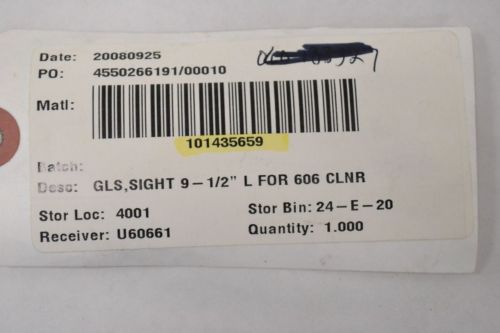 Date: 20080925
PO: 4550266191/00010
Matl:
101435659
Batch:
Desc: GLS,SIGHT 9-1/2" L FOR 606 CLNR
Stor Loc: 4001 Stor Bin: 24-E-20
Receiver: U60661 Quantity: 1.000